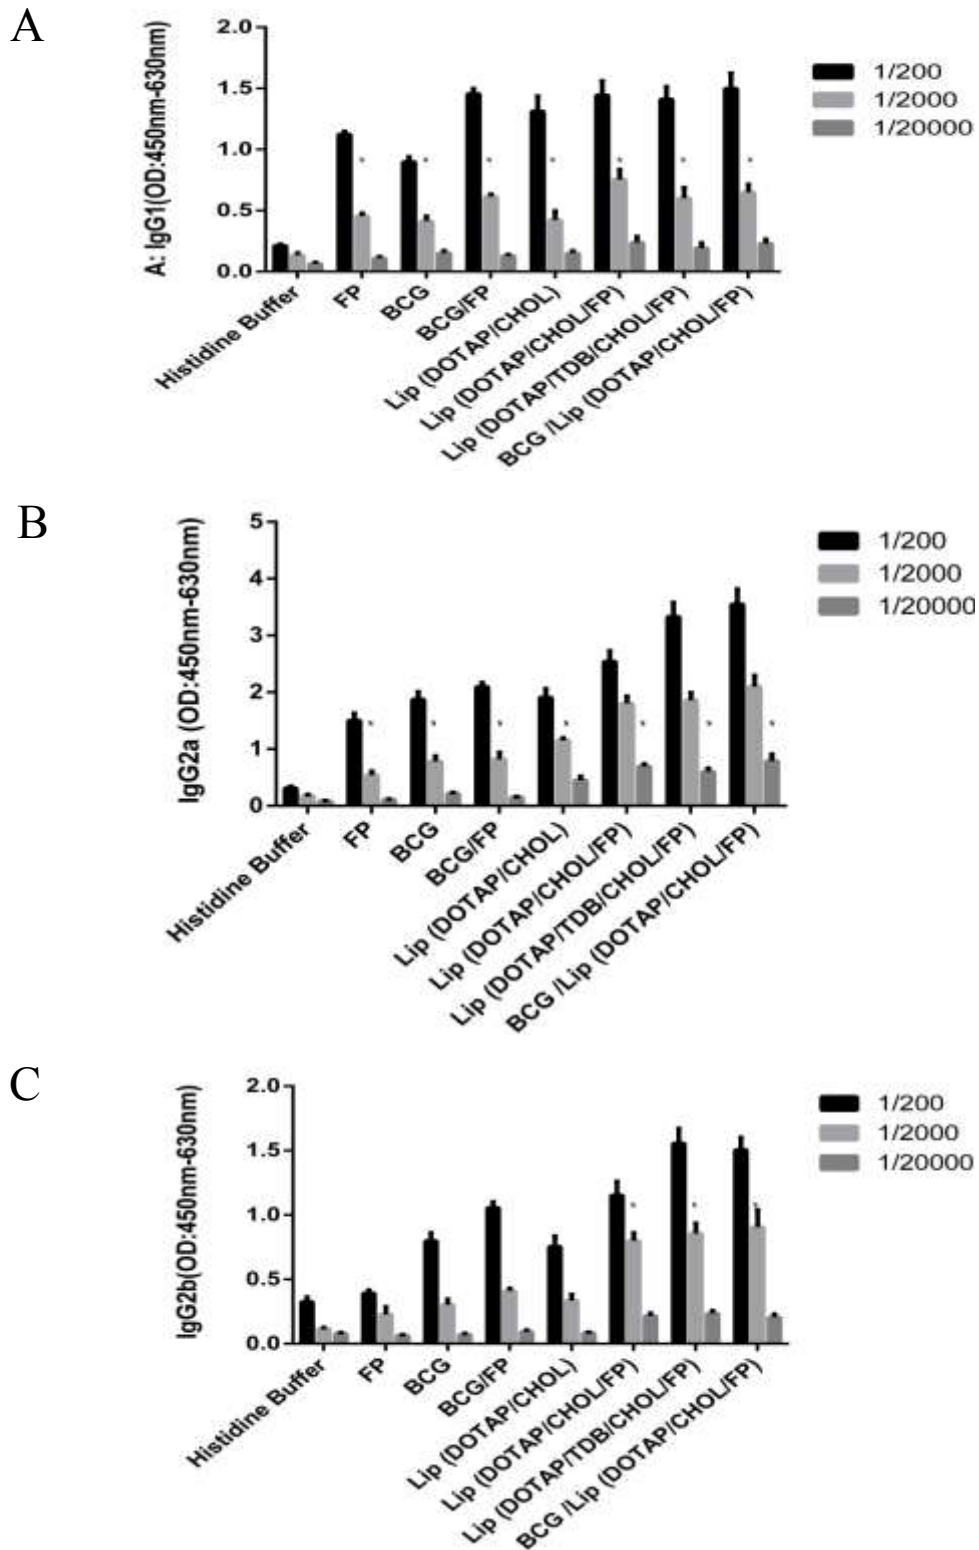 A
A: IgG1(OD:450nm-630nm)
2.0
1.5
1.0
0.5
0.0
1/200
1/2000
1/20000
* * * * * * *
Histidine Buffer
FP
BCG
BCG/FP
Lip (DOTAP/CHOL)
Lip (DOTAP/CHOL/FP)
Lip (DOTAP/TDB/CHOL/FP)
BCG /Lip (DOTAP/CHOL/FP)
B
IgG2a (OD:450nm-630nm)
5
4
3
2
1
0
1/200
1/2000
1/20000
* * * * * * *
Histidine Buffer
FP
BCG
BCG/FP
Lip (DOTAP/CHOL)
Lip (DOTAP/CHOL/FP)
Lip (DOTAP/TDB/CHOL/FP)
BCG /Lip (DOTAP/CHOL/FP)
C
IgG2b(OD:450nm-630nm)
2.0
1.5
1.0
0.5
0.0
1/200
1/2000
1/20000
* * *
Histidine Buffer
FP
BCG
BCG/FP
Lip (DOTAP/CHOL)
Lip (DOTAP/CHOL/FP)
Lip (DOTAP/TDB/CHOL/FP)
BCG /Lip (DOTAP/CHOL/FP)